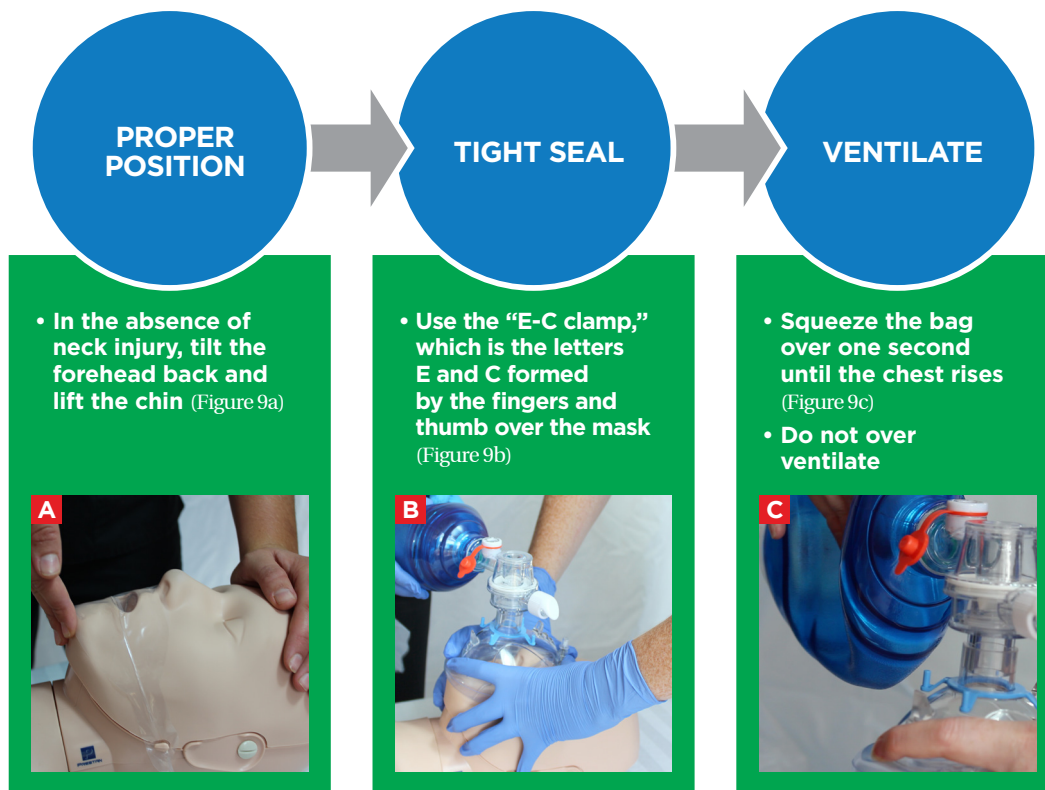 PROPER
POSITION
TIGHT SEAL
VENTILATE
• In the absence of
neck injury, tilt the
forehead back and
lift the chin (Figure 9a)
• Use the “E-C clamp,”
which is the letters
E and C formed
by the fingers and
thumb over the mask
(Figure 9b)
• Squeeze the bag
over one second
until the chest rises
(Figure 9c)
• Do not over
ventilate
A
B
C